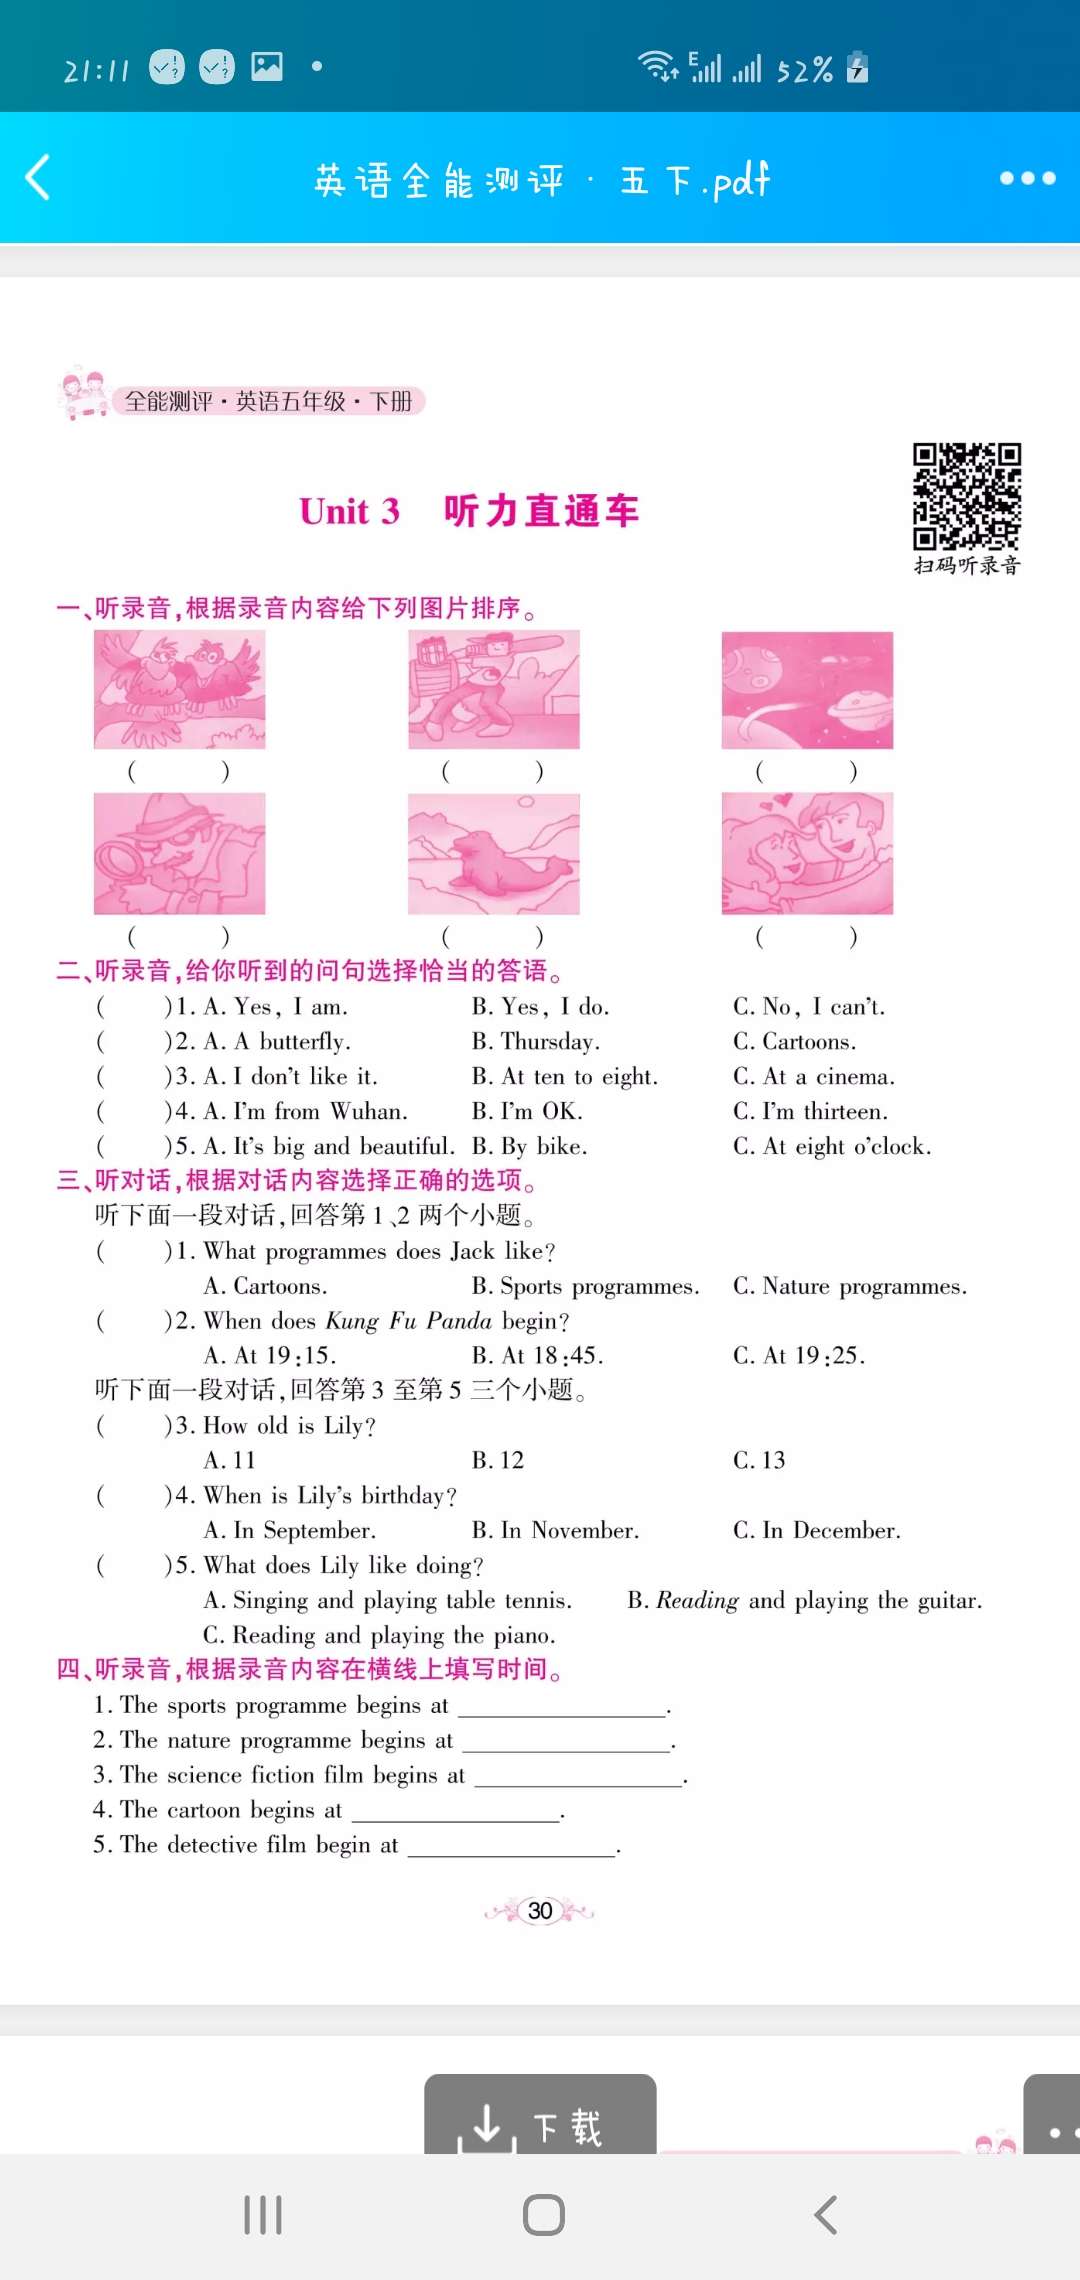 21:11
E
52%
英语全能测评·五下.pdf
全能测评·英语五年级·下册
Unit 3 听力直通车
扫码听录音
一、听录音,根据录音内容给下列图片排序。
( ) ( ) ( )
( ) ( ) ( )
二、听录音,给你听到的问句选择恰当的答语。
( )1. A. Yes, I am. B. Yes, I do. C. No, I can't.
( )2. A. A butterfly. B. Thursday. C. Cartoons.
( )3. A. I don't like it. B. At ten to eight. C. At a cinema.
( )4. A. I'm from Wuhan. B. I'm OK. C. I'm thirteen.
( )5. A. It's big and beautiful. B. By bike. C. At eight o'clock.
三、听对话,根据对话内容选择正确的选项。
听下面一段对话,回答第1、2两个小题。
( )1. What programmes does Jack like?
A. Cartoons. B. Sports programmes. C. Nature programmes.
( )2. When does Kung Fu Panda begin?
A. At 19:15. B. At 18:45. C. At 19:25.
听下面一段对话,回答第3至第5三个小题。
( )3. How old is Lily?
A. 11 B. 12 C. 13
( )4. When is Lily's birthday?
A. In September. B. In November. C. In December.
( )5. What does Lily like doing?
A. Singing and playing table tennis. B. Reading and playing the guitar.
C. Reading and playing the piano.
四、听录音,根据录音内容在横线上填写时间。
1. The sports programme begins at ____________.
2. The nature programme begins at ____________.
3. The science fiction film begins at ____________.
4. The cartoon begins at ____________.
5. The detective film begin at ____________.
30
下载